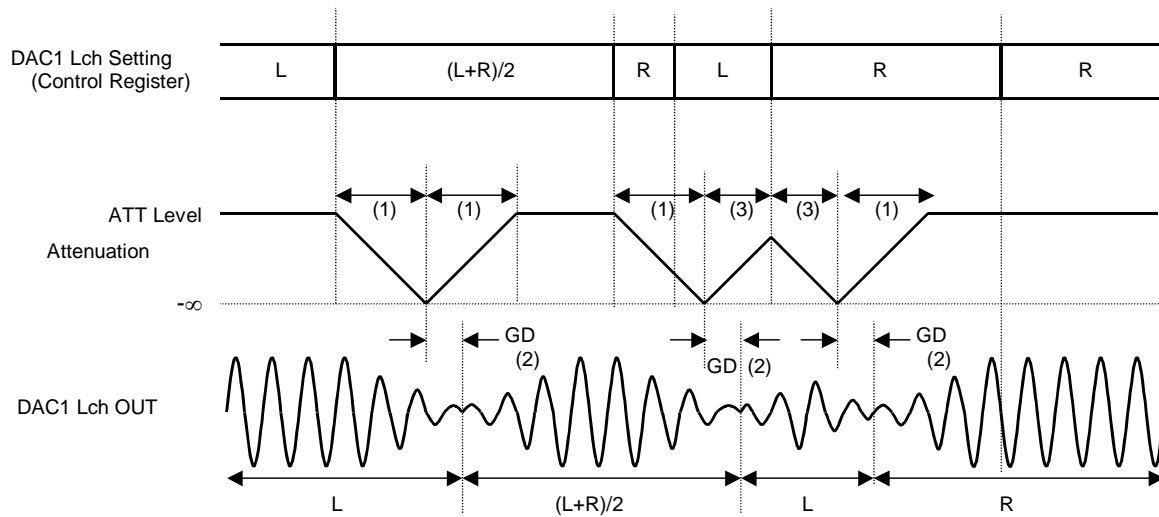 DAC1 Lch Setting
(Control Register)
L
(L+R)/2
R
L
R
R
(1)
(1)
(1)
(3)
(3)
(1)
ATT Level
Attenuation
-∞
GD
(2)
GD (2)
GD
(2)
DAC1 Lch OUT
L
(L+R)/2
L
R